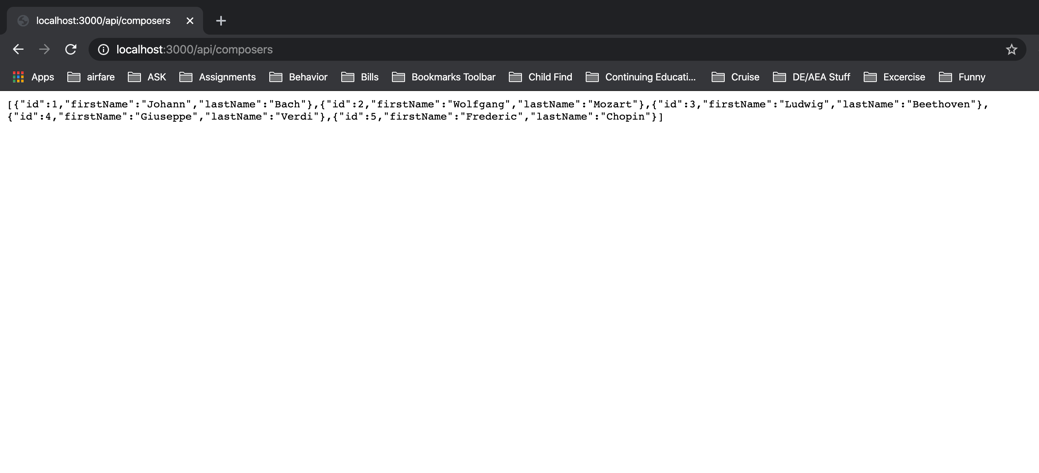 localhost:3000/api/composers
localhost:3000/api/composers
Apps airfare ASK Assignments Behavior Bills Bookmarks Toolbar Child Find Continuing Educati... Cruise DE/AEA Stuff Excercise Funny
[{"id":1,"firstName":"Johann","lastName":"Bach"},{"id":2,"firstName":"Wolfgang","lastName":"Mozart"},{"id":3,"firstName":"Ludwig","lastName":"Beethoven"},
{"id":4,"firstName":"Giuseppe","lastName":"Verdi"},{"id":5,"firstName":"Frederic","lastName":"Chopin"}]